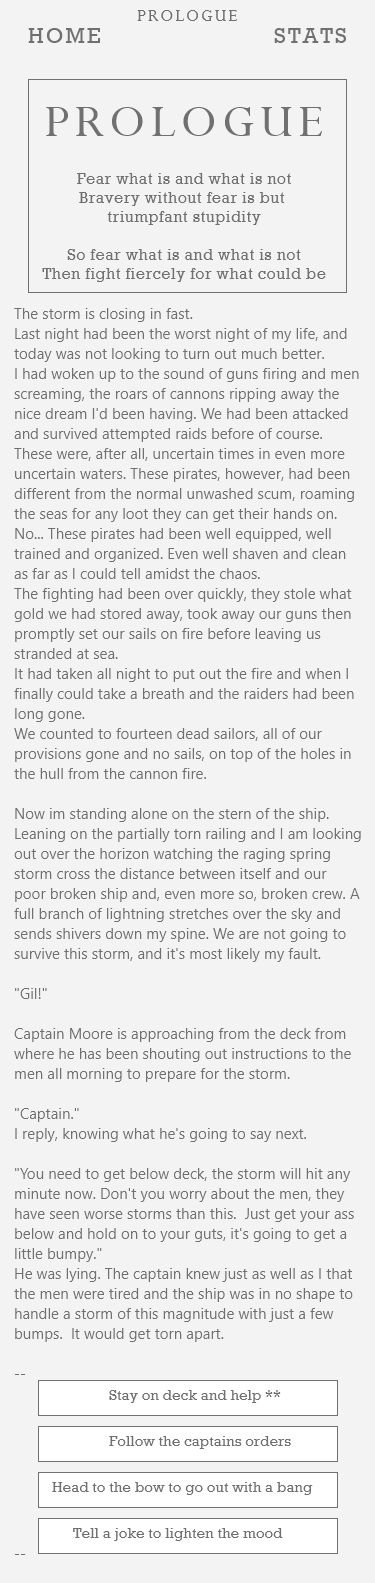 PROLOGUE
HOME
STATS
PROLOGUE
Fear what is and what is not
Bravery without fear is but
triumpfant stupidity
So fear what is and what is not
Then fight fiercely for what could be
The storm is closing in fast.
Last night had been the worst night of my life, and
today was not looking to turn out much better.
I had woken up to the sound of guns firing and men
screaming, the roars of cannons ripping away the
nice dream I'd been having. We had been attacked
and survived attempted raids before of course.
These were, after all, uncertain times in even more
uncertain waters. These pirates, however, had been
different from the normal unwashed scum, roaming
the seas for any loot they can get their hands on.
No... These pirates had been well equipped, well
trained and organized. Even well shaven and clean
as far as I could tell amidst the chaos.
The fighting had been over quickly, they stole what
gold we had stored away, took away our guns then
promptly set our sails on fire before leaving us
stranded at sea.
It had taken all night to put out the fire and when I
finally could take a breath and the raiders had been
long gone.
We counted to fourteen dead sailors, all of our
provisions gone and no sails, on top of the holes in
the hull from the cannon fire.
Now im standing alone on the stern of the ship.
Leaning on the partially torn railing and I am looking
out over the horizon watching the raging spring
storm cross the distance between itself and our
poor broken ship and, even more so, broken crew. A
full branch of lightning stretches over the sky and
sends shivers down my spine. We are not going to
survive this storm, and it's most likely my fault.
"Gil!"
Captain Moore is approaching from the deck from
where he has been shouting out instructions to the
men all morning to prepare for the storm.
"Captain."
I reply, knowing what he's going to say next.
"You need to get below deck, the storm will hit any
minute now. Don't you worry about the men, they
have seen worse storms than this.  Just get your ass
below and hold on to your guts, it's going to get a
little bumpy."
He was lying. The captain knew just as well as I that
the men were tired and the ship was in no shape to
handle a storm of this magnitude with just a few
bumps.  It would get torn apart.
--
Stay on deck and help **
Follow the captains orders
Head to the bow to go out with a bang
Tell a joke to lighten the mood
--